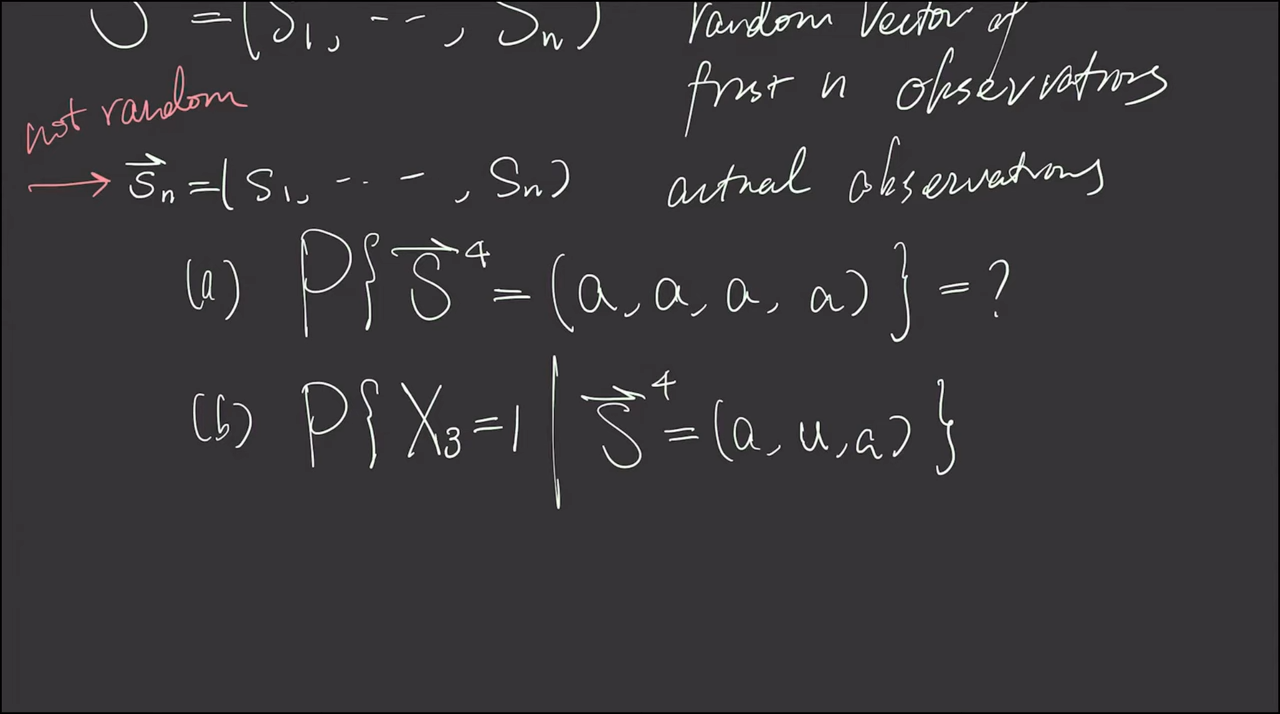 S = (S₁, -- , Sₙ) random vector of
first n observations
not random
→ s⃗ₙ = (s₁, -- - , sₙ) actual observations
(a) P{ S⃗⁴ = (a, a, a, a) } = ?
(b) P{ X₃ = 1 | S⃗⁴ = (a, u, a) }